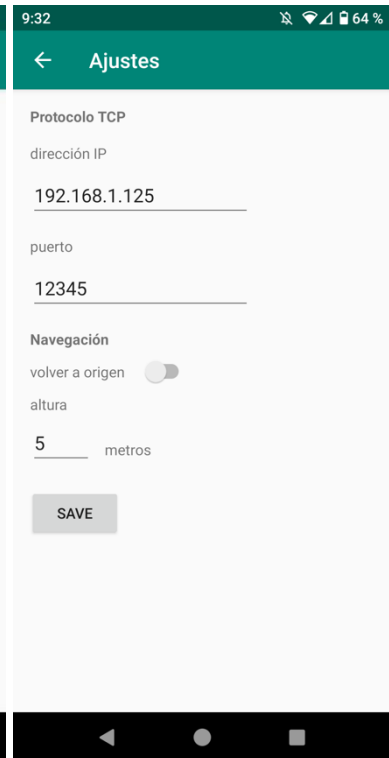 9:32 64 %
Ajustes
Protocolo TCP
dirección IP
192.168.1.125
puerto
12345
Navegación
volver a origen
altura
5 metros
SAVE